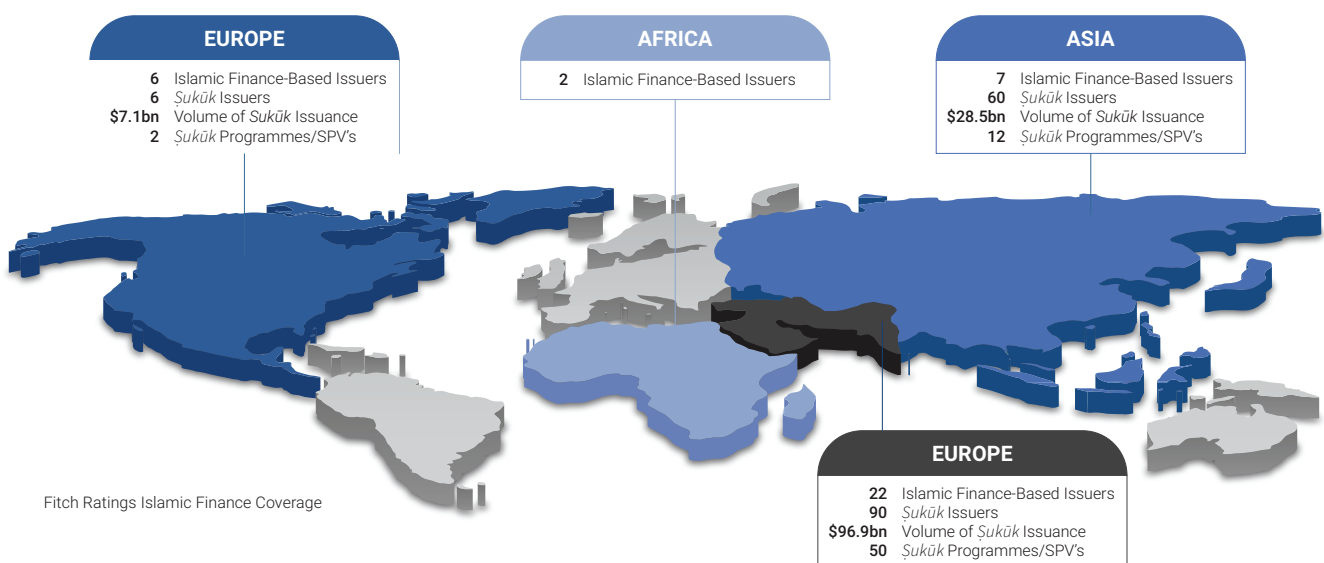 EUROPE
6 Islamic Finance-Based Issuers
6 Ṣukūk Issuers
$7.1bn Volume of Sukūk Issuance
2 Ṣukūk Programmes/SPV's
AFRICA
2 Islamic Finance-Based Issuers
ASIA
7 Islamic Finance-Based Issuers
60 Ṣukūk Issuers
$28.5bn Volume of Ṣukūk Issuance
12 Ṣukūk Programmes/SPV's
EUROPE
22 Islamic Finance-Based Issuers
90 Ṣukūk Issuers
$96.9bn Volume of Ṣukūk Issuance
50 Ṣukūk Programmes/SPV's
Fitch Ratings Islamic Finance Coverage